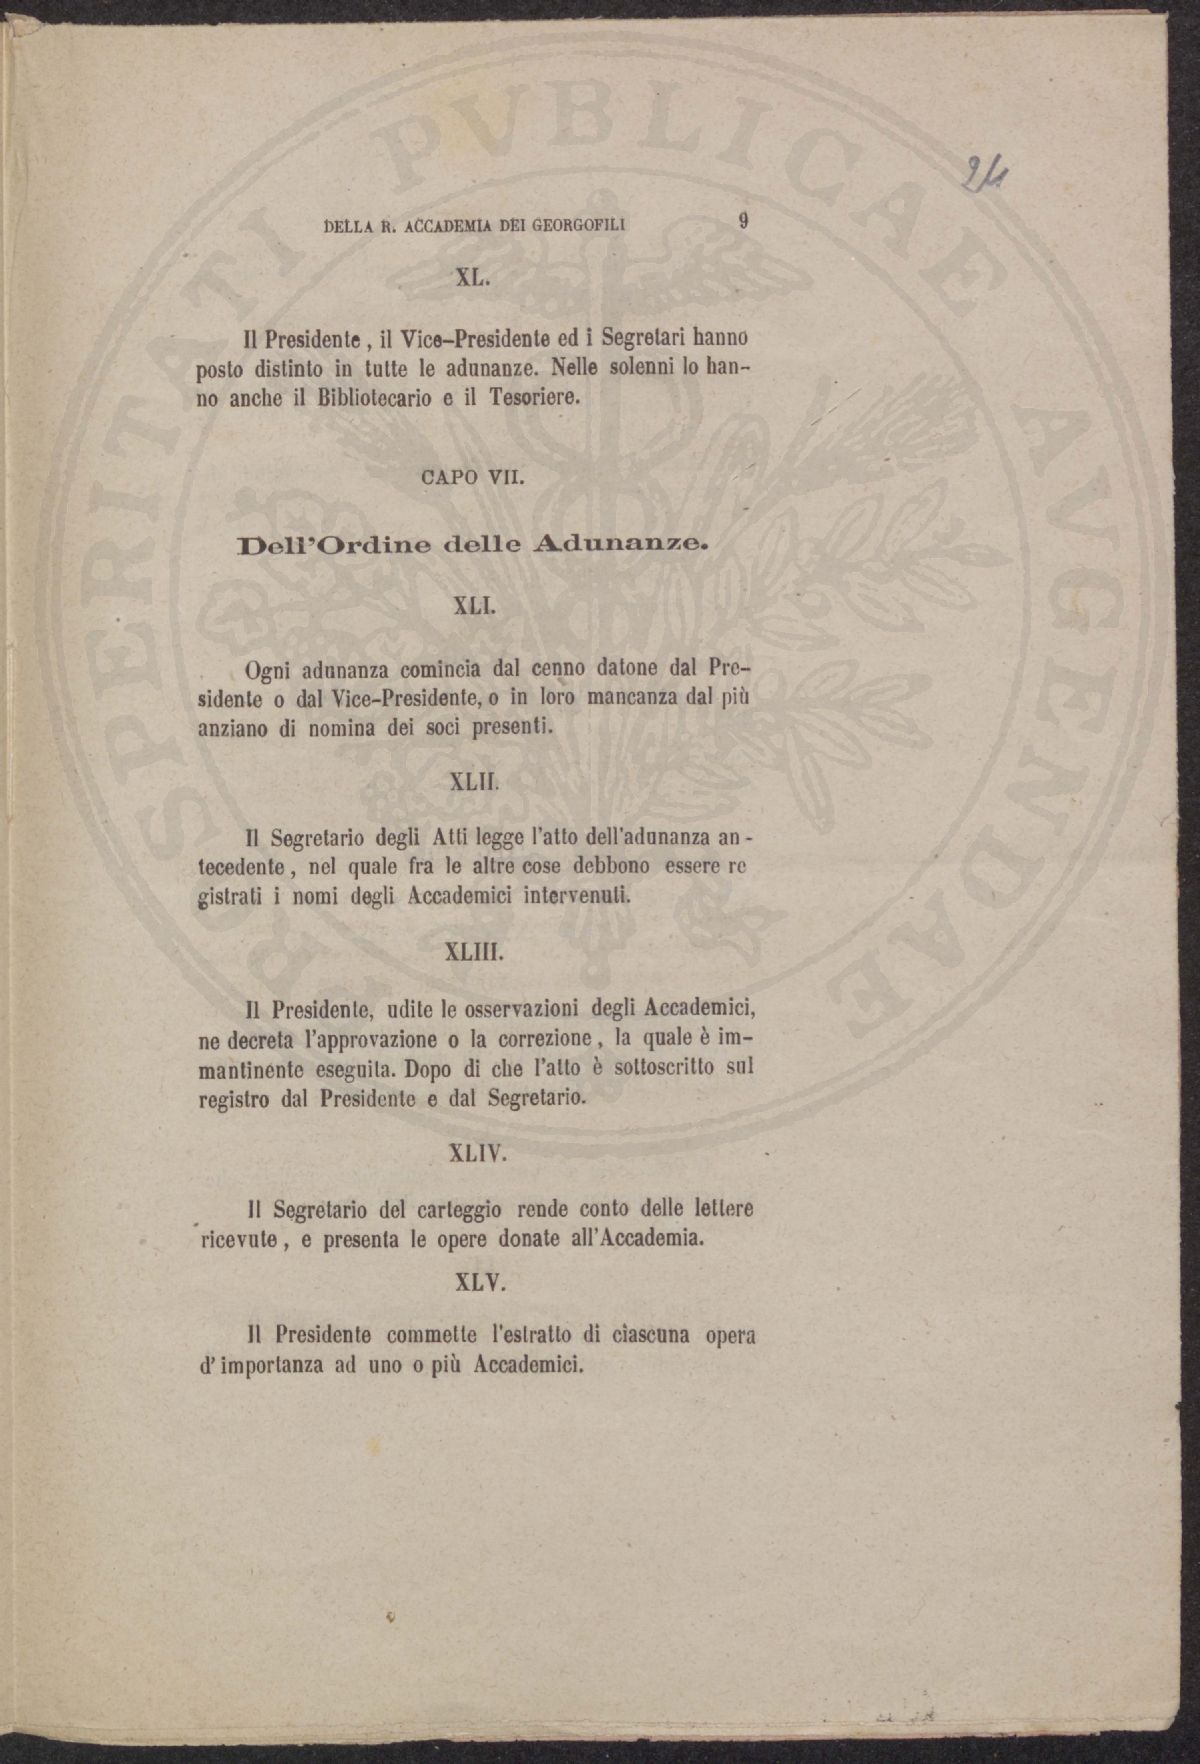 PROSPERITATI PVBLICAE AVGENDAE
24
DELLA R. ACCADEMIA DEI GEORGOFILI 9
XL.
Il Presidente, il Vice-Presidente ed i Segretari hanno
posto distinto in tutte le adunanze. Nelle solenni lo han-
no anche il Bibliotecario e il Tesoriere.
CAPO VII.
Dell'Ordine delle Adunanze.
XLI.
Ogni adunanza comincia dal cenno datone dal Pre-
sidente o dal Vice-Presidente, o in loro mancanza dal più
anziano di nomina dei soci presenti.
XLII.
Il Segretario degli Atti legge l'atto dell'adunanza an-
tecedente, nel quale fra le altre cose debbono essere re
gistrati i nomi degli Accademici intervenuti.
XLIII.
Il Presidente, udite le osservazioni degli Accademici,
ne decreta l'approvazione o la correzione, la quale è im-
mantinente eseguita. Dopo di che l'atto è sottoscritto sul
registro dal Presidente e dal Segretario.
XLIV.
Il Segretario del carteggio rende conto delle lettere
ricevute, e presenta le opere donate all'Accademia.
XLV.
Il Presidente commette l'estratto di ciascuna opera
d'importanza ad uno o più Accademici.